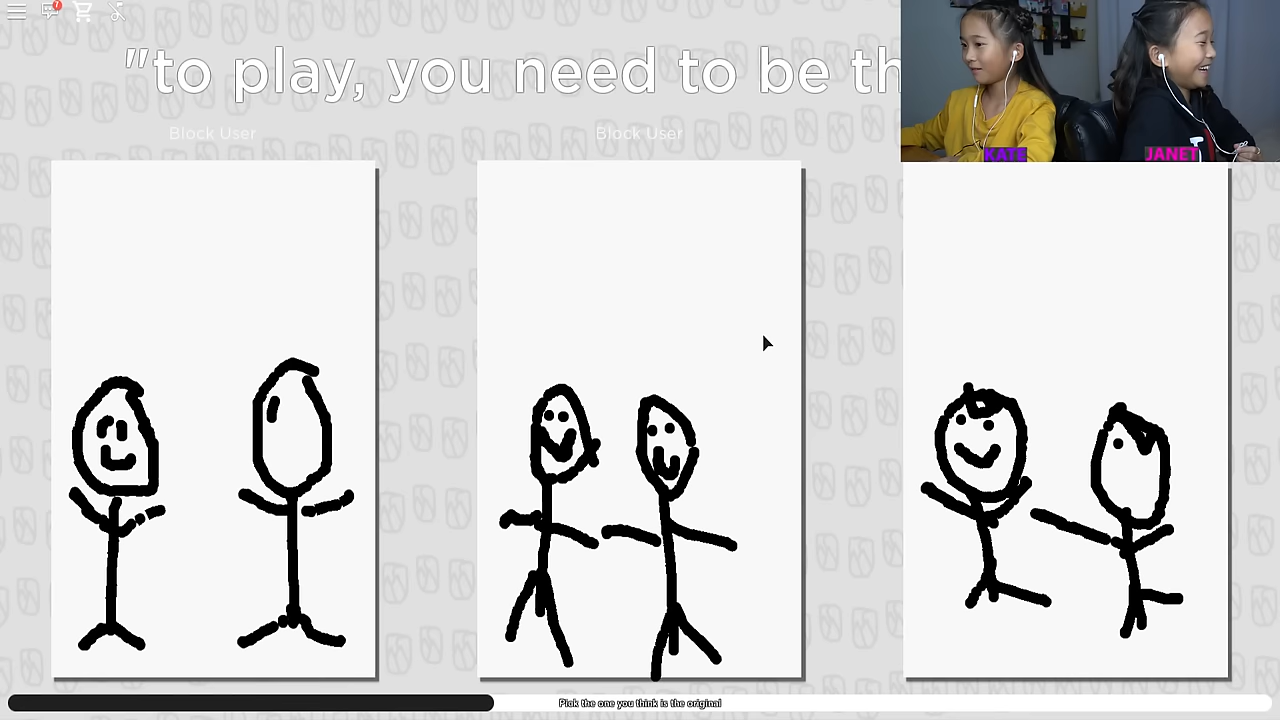 7
"to play, you need to be th
Block User
Block User
KATE
JANET
Pick the one you think is the original